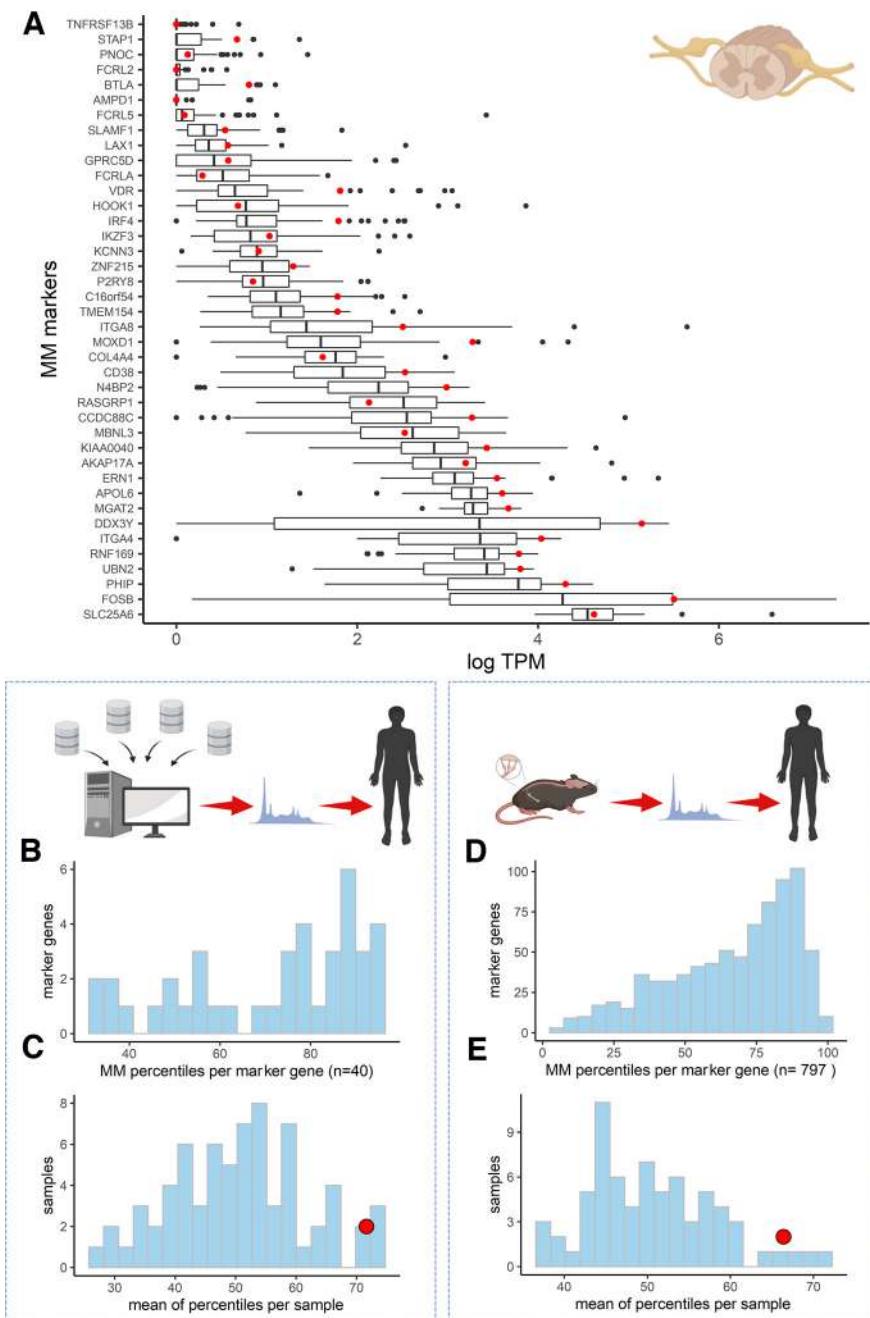 A
TNFRSF13B
STAP1
PNOC
FCRL2
BTLA
AMPD1
FCRL5
SLAMF1
LAX1
GPRC5D
FCRLA
VDR
HOOK1
IRF4
IKZF3
KCNN3
ZNF215
P2RY8
C16orf54
TMEM154
ITGA8
MOXD1
COL4A4
CD38
N4BP2
RASGRP1
CCDC88C
MBNL3
KIAA0040
AKAP17A
ERN1
APOL6
MGAT2
DDX3Y
ITGA4
RNF169
UBN2
PHIP
FOSB
SLC25A6
MM markers
0 2 4 6
log TPM
B
6
4
2
0
marker genes
40 60 80
MM percentiles per marker gene (n=40)
C
8
6
4
2
0
samples
30 40 50 60 70
mean of percentiles per sample
D
100
75
50
25
0
marker genes
0 25 50 75 100
MM percentiles per marker gene (n= 797 )
E
9
6
3
0
samples
40 50 60 70
mean of percentiles per sample